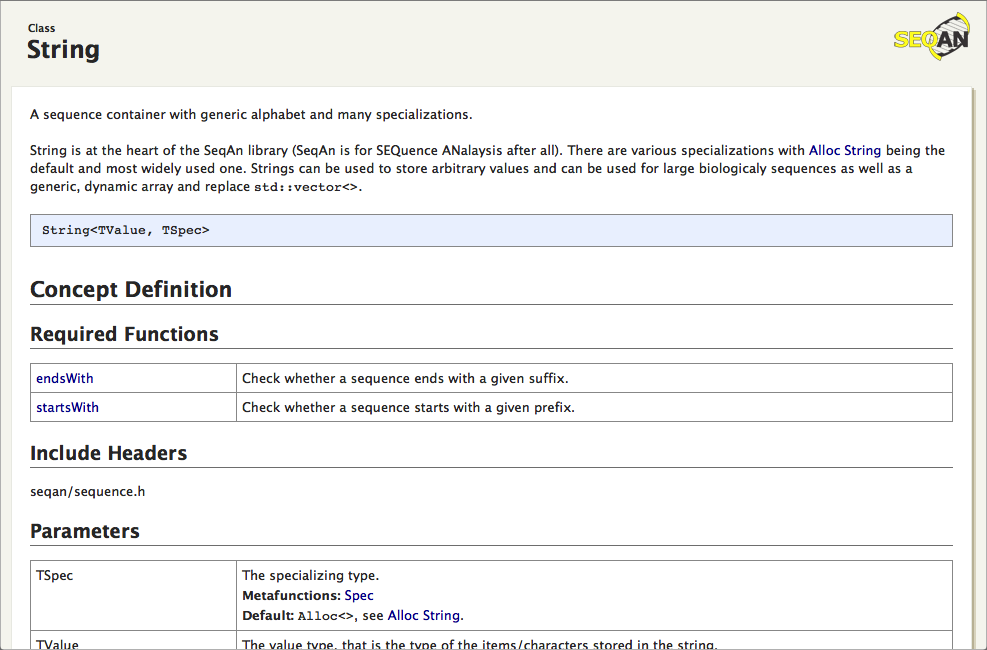 Class
String
SEQAN
A sequence container with generic alphabet and many specializations.
String is at the heart of the SeqAn library (SeqAn is for SEQuence ANalaysis after all). There are various specializations with Alloc String being the
default and most widely used one. Strings can be used to store arbitrary values and can be used for large biologicaly sequences as well as a
generic, dynamic array and replace std::vector<>.
String<TValue, TSpec>
Concept Definition
Required Functions
endsWith Check whether a sequence ends with a given suffix.
startsWith Check whether a sequence starts with a given prefix.
Include Headers
seqan/sequence.h
Parameters
TSpec The specializing type.
Metafunctions: Spec
Default: Alloc<>, see Alloc String.
TValue The value type, that is the type of the items/characters stored in the string.